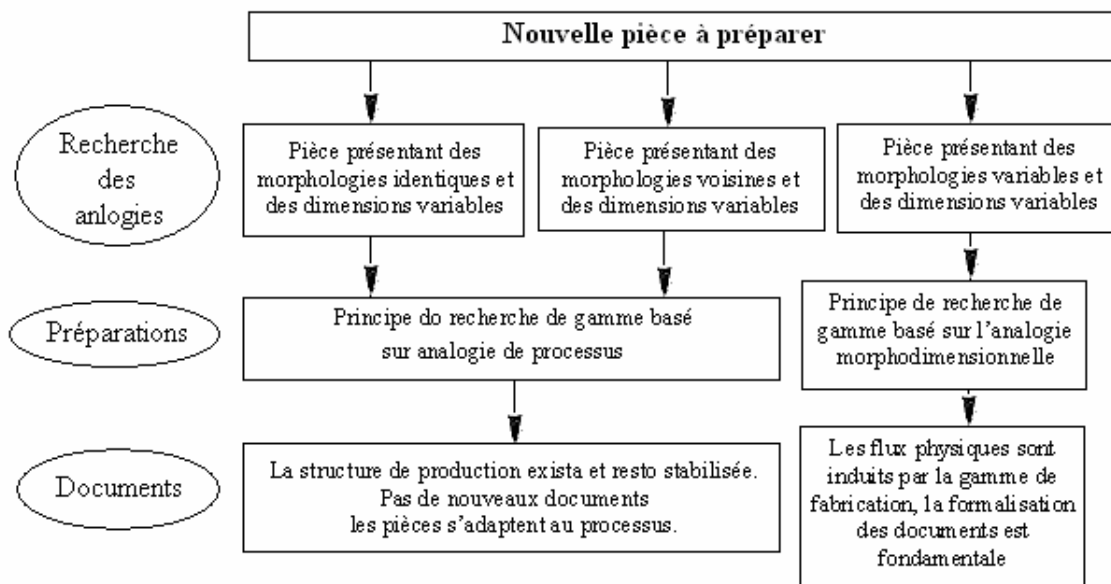 Nouvelle pièce à préparer
Recherche
des
anlogies
Pièce présentant des
morphologies identiques et
des dimensions variables
Pièce présentant des
morphologies voisines et
des dimensions variables
Pièce présentant des
morphologies variables et
des dimensions variables
Préparations
Principe do recherche de gamme basé
sur analogie de processus
Principe de recherche de
gamme basé sur l’analogie
morphodimensionnelle
Documents
La structure de production exista et resto stabilisée.
Pas de nouveaux documents
les pièces s’adaptent au processus.
Les flux physiques sont
induits par la gamme de
fabrication, la formalisation
des documents est
fondamentale